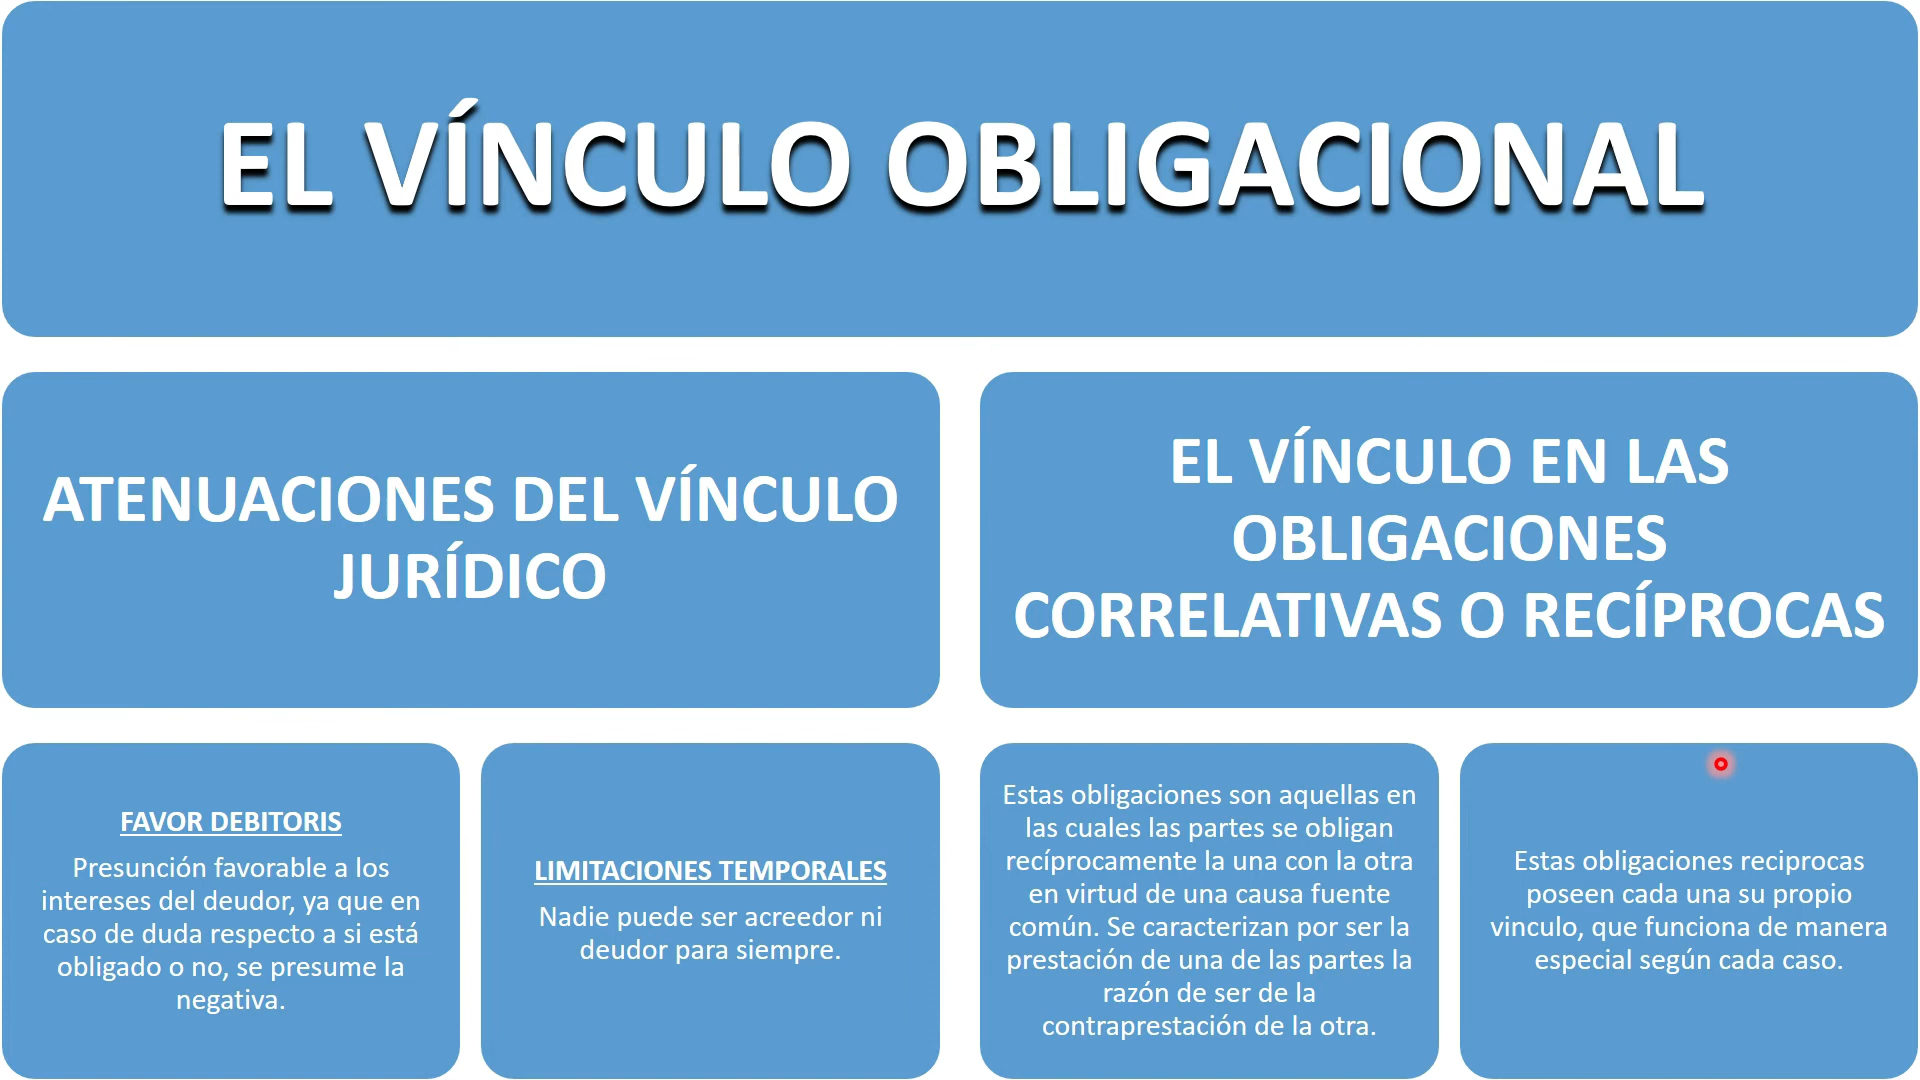 EL VÍNCULO OBLIGACIONAL
ATENUACIONES DEL VÍNCULO
JURÍDICO
EL VÍNCULO EN LAS
OBLIGACIONES
CORRELATIVAS O RECÍPROCAS
FAVOR DEBITORIS
Presunción favorable a los
intereses del deudor, ya que en
caso de duda respecto a si está
obligado o no, se presume la
negativa.
LIMITACIONES TEMPORALES
Nadie puede ser acreedor ni
deudor para siempre.
Estas obligaciones son aquellas en
las cuales las partes se obligan
recíprocamente la una con la otra
en virtud de una causa fuente
común. Se caracterizan por ser la
prestación de una de las partes la
razón de ser de la
contraprestación de la otra.
Estas obligaciones reciprocas
poseen cada una su propio
vinculo, que funciona de manera
especial según cada caso.